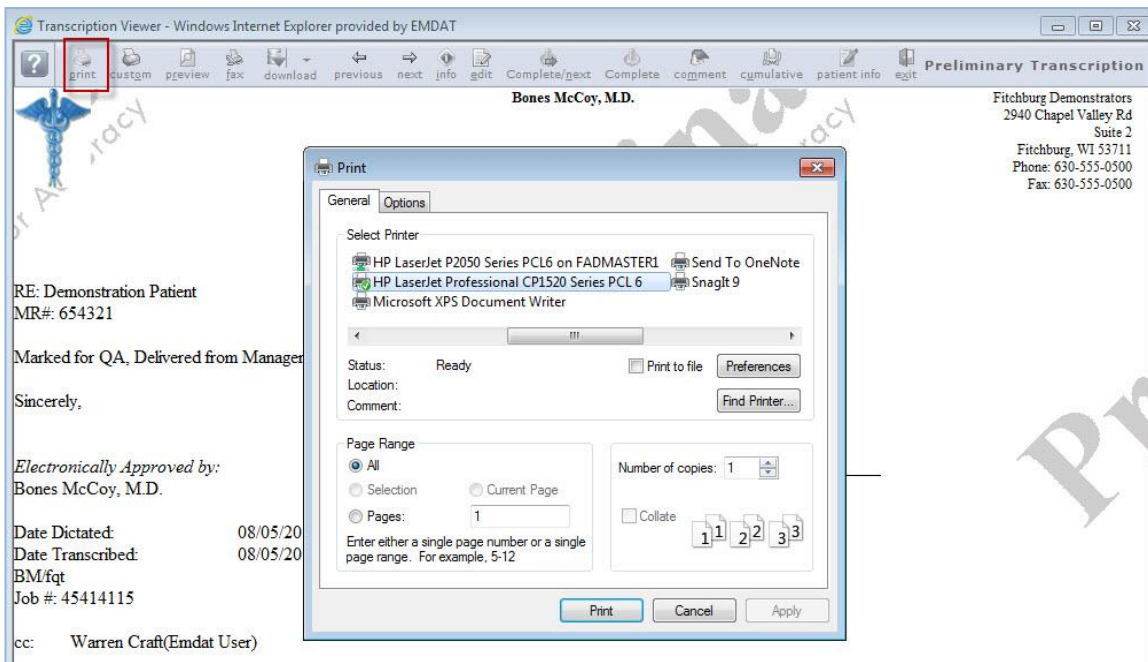 Transcription Viewer - Windows Internet Explorer provided by EMDAT
? print custom preview fax download previous next info edit Complete/next Complete comment cumulative patient info exit Preliminary Transcription
Bones McCoy, M.D.
Fitchburg Demonstrators
2940 Chapel Valley Rd
Suite 2
Fitchburg, WI 53711
Phone: 630-555-0500
Fax: 630-555-0500
RE: Demonstration Patient
MR#: 654321
Marked for QA, Delivered from Manager
Sincerely,
Electronically Approved by:
Bones McCoy, M.D.
Date Dictated: 08/05/20
Date Transcribed: 08/05/20
BM/fqt
Job #: 45414115
cc: Warren Craft(Emdat User)
Print
General Options
Select Printer
HP LaserJet P2050 Series PCL6 on FADMASTER1 Send To OneNote
HP LaserJet Professional CP1520 Series PCL 6 SnagIt 9
Microsoft XPS Document Writer
Status: Ready Print to file Preferences
Location:
Comment: Find Printer...
Page Range
All
Selection Current Page
Pages: 1
Enter either a single page number or a single
page range. For example, 5-12
Number of copies: 1
Collate
1 1 2 2 3 3
Print Cancel Apply